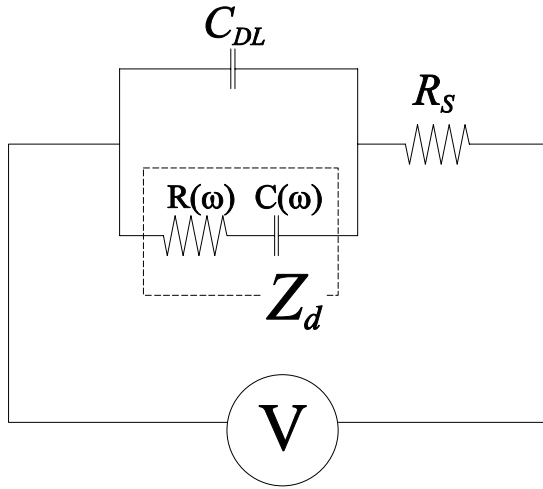 C_DL
R_S
R(ω) C(ω)
Z_d
V